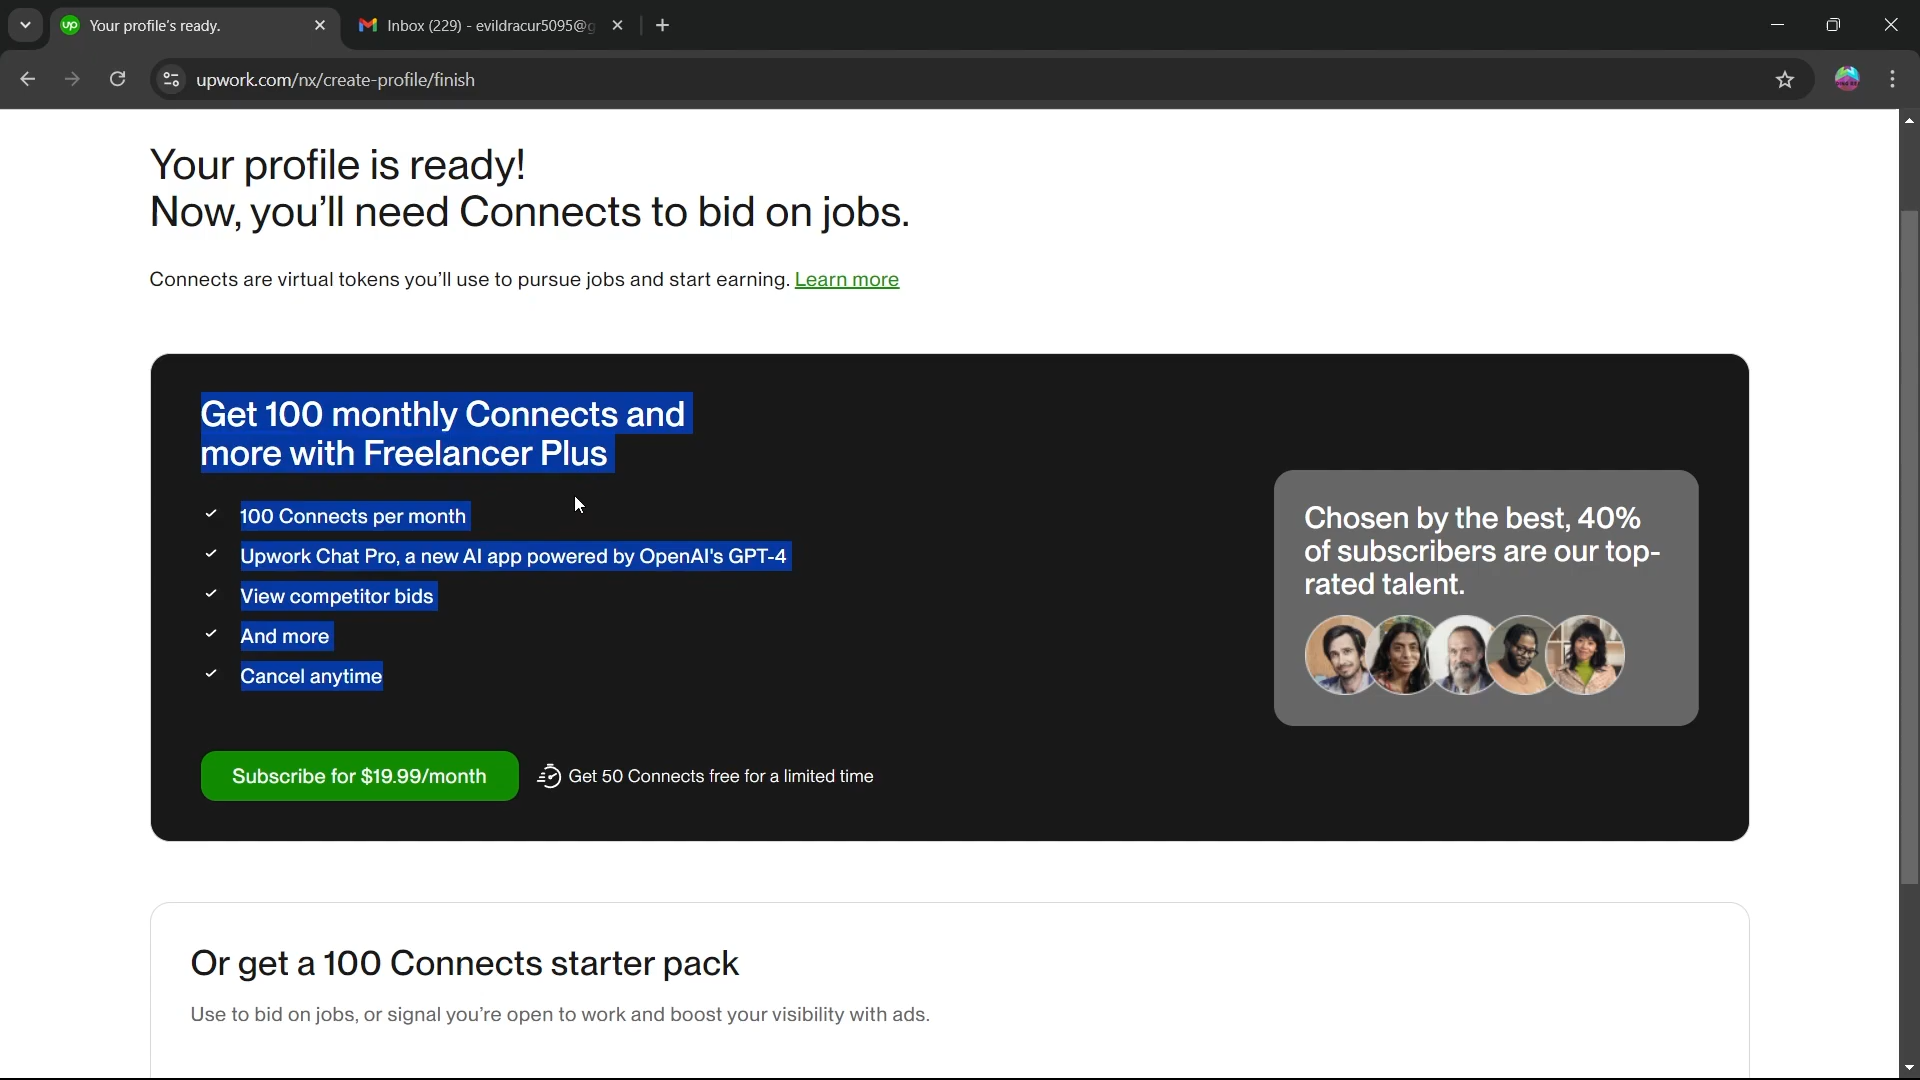 up Your profile's ready.
Inbox (229) - evildracur5095@g
upwork.com/nx/create-profile/finish
Your profile is ready!
Now, you'll need Connects to bid on jobs.
Connects are virtual tokens you'll use to pursue jobs and start earning. Learn more
Get 100 monthly Connects and
more with Freelancer Plus
100 Connects per month
Upwork Chat Pro, a new AI app powered by OpenAI's GPT-4
View competitor bids
And more
Cancel anytime
Chosen by the best, 40%
of subscribers are our top-
rated talent.
Subscribe for $19.99/month
Get 50 Connects free for a limited time
Or get a 100 Connects starter pack
Use to bid on jobs, or signal you're open to work and boost your visibility with ads.